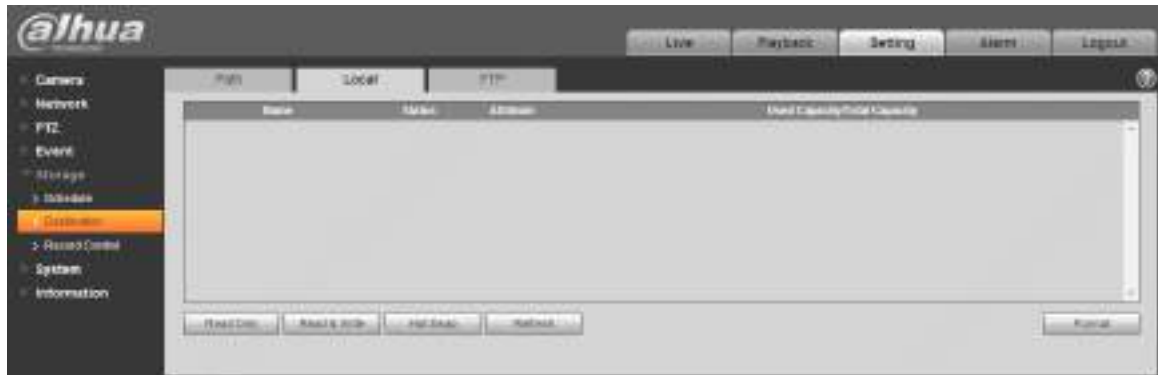 alhua
Live Playback Setting Alarm Logout
Camera Path Local FTP
Network
Name Status Attribute Used Capacity/Total Capacity
PTZ
Event
Storage
Schedule
Destination
Record Control
System
Information
Read Only Read & Write Hot Swap Refresh Format